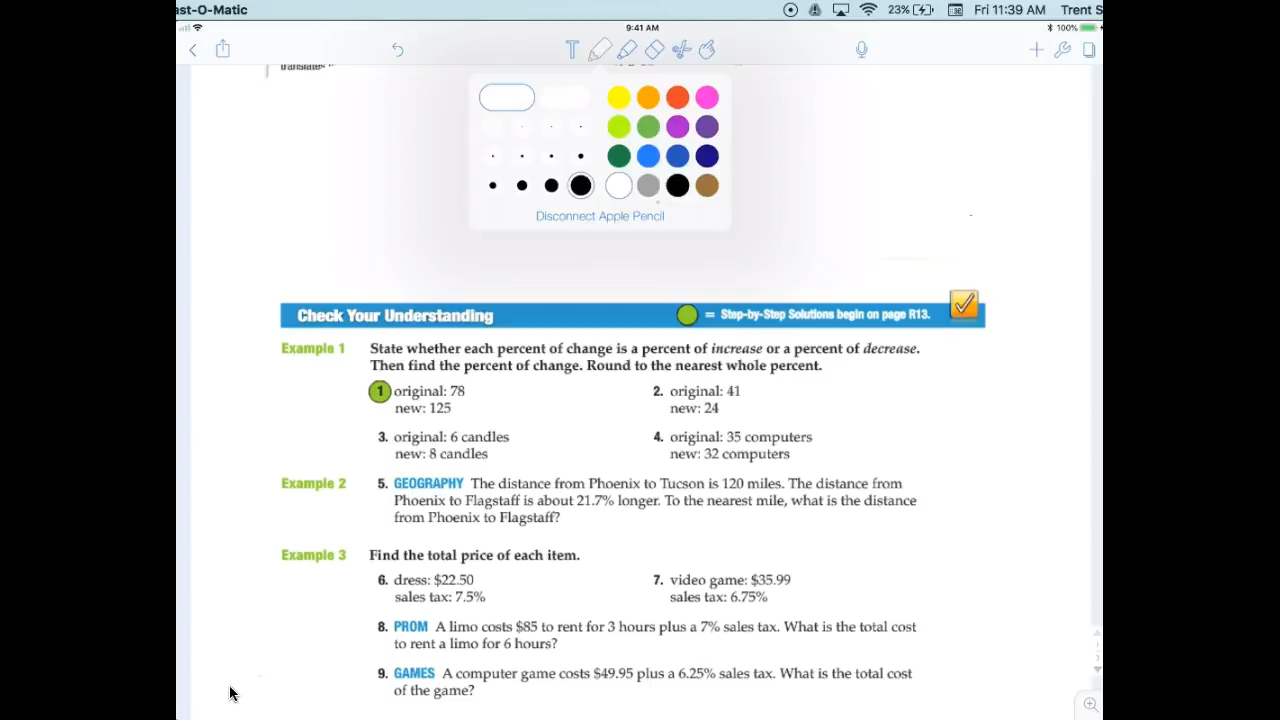 ast-O-Matic 23% Fri 11:39 AM Trent S
9:41 AM 100%
T
Disconnect Apple Pencil
Check Your Understanding = Step-by-Step Solutions begin on page R13.
Example 1 State whether each percent of change is a percent of increase or a percent of decrease.
Then find the percent of change. Round to the nearest whole percent.
1 original: 78
new: 125
2. original: 41
new: 24
3. original: 6 candles
new: 8 candles
4. original: 35 computers
new: 32 computers
Example 2 5. GEOGRAPHY The distance from Phoenix to Tucson is 120 miles. The distance from
Phoenix to Flagstaff is about 21.7% longer. To the nearest mile, what is the distance
from Phoenix to Flagstaff?
Example 3 Find the total price of each item.
6. dress: $22.50
sales tax: 7.5%
7. video game: $35.99
sales tax: 6.75%
8. PROM A limo costs $85 to rent for 3 hours plus a 7% sales tax. What is the total cost
to rent a limo for 6 hours?
9. GAMES A computer game costs $49.95 plus a 6.25% sales tax. What is the total cost
of the game?